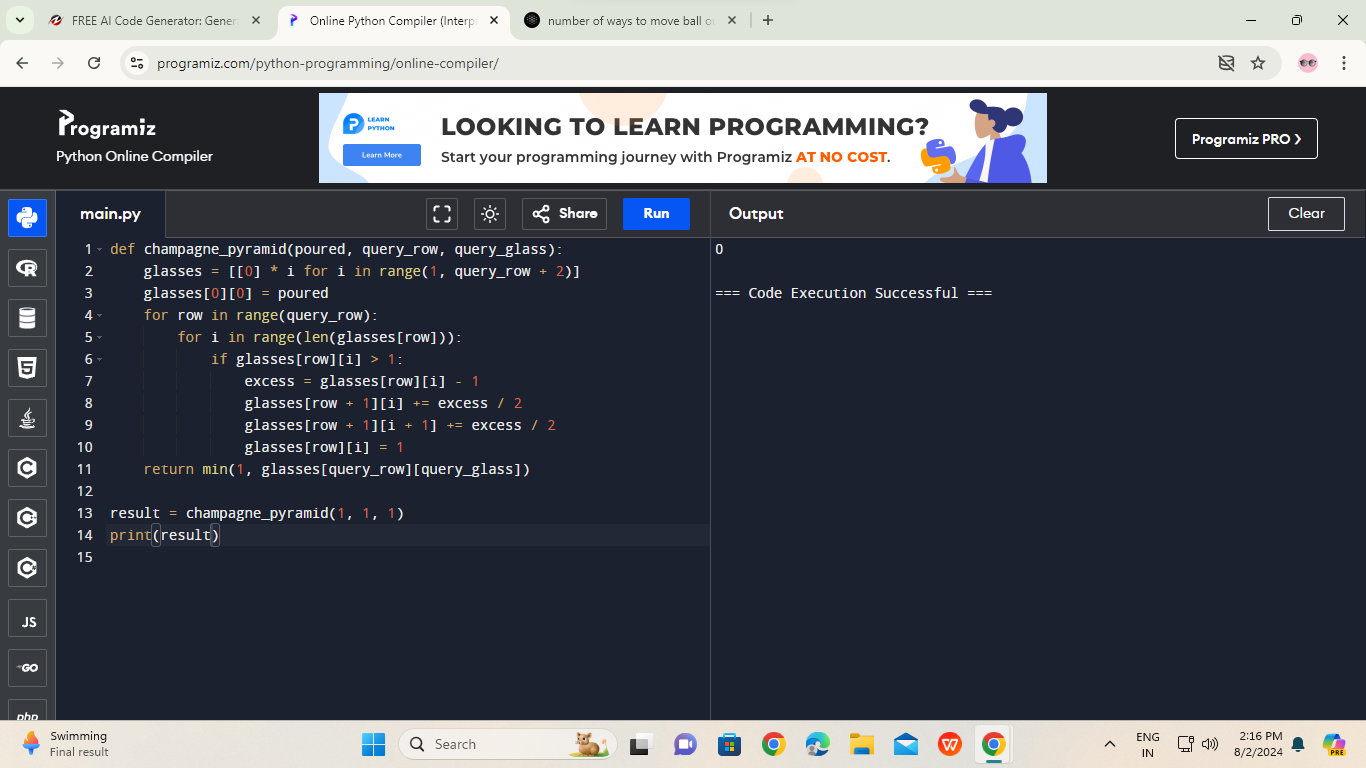 FREE AI Code Generator: Gener
Online Python Compiler (Interp
number of ways to move ball o
programiz.com/python-programming/online-compiler/
Programiz
Python Online Compiler
LEARN
PYTHON
Learn More
LOOKING TO LEARN PROGRAMMING?
Start your programming journey with Programiz AT NO COST.
Programiz PRO
main.py
Share
Run
Output
Clear
1 def champagne_pyramid(poured, query_row, query_glass):
2     glasses = [[0] * i for i in range(1, query_row + 2)]
3     glasses[0][0] = poured
4     for row in range(query_row):
5         for i in range(len(glasses[row])):
6             if glasses[row][i] > 1:
7                 excess = glasses[row][i] - 1
8                 glasses[row + 1][i] += excess / 2
9                 glasses[row + 1][i + 1] += excess / 2
10                 glasses[row][i] = 1
11     return min(1, glasses[query_row][query_glass])
12
13 result = champagne_pyramid(1, 1, 1)
14 print(result)
15
0
=== Code Execution Successful ===
R
5
C
C
C
JS
GO
php
Swimming
Final result
Search
W
ENG
IN
2:16 PM
8/2/2024
PRE